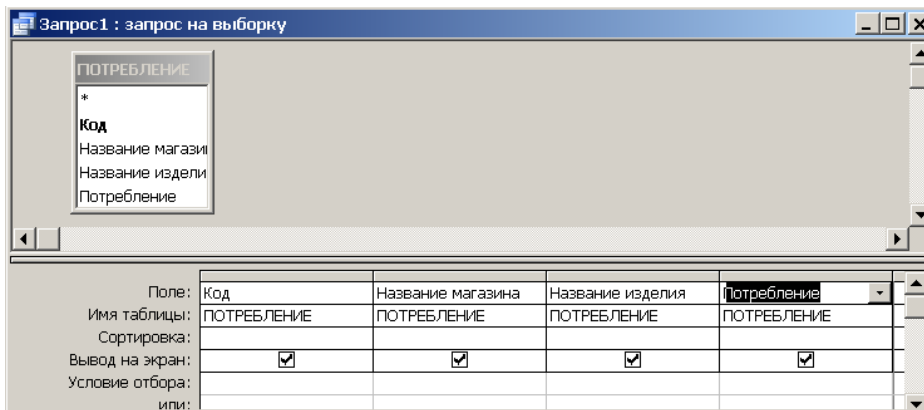 Запрос1 : запрос на выборку
ПОТРЕБЛЕНИЕ
*
Код
Название магази
Название издели
Потребление
Поле: Код Название магазина Название изделия Потребление
Имя таблицы: ПОТРЕБЛЕНИЕ ПОТРЕБЛЕНИЕ ПОТРЕБЛЕНИЕ ПОТРЕБЛЕНИЕ
Сортировка:
Вывод на экран:
Условие отбора:
или: